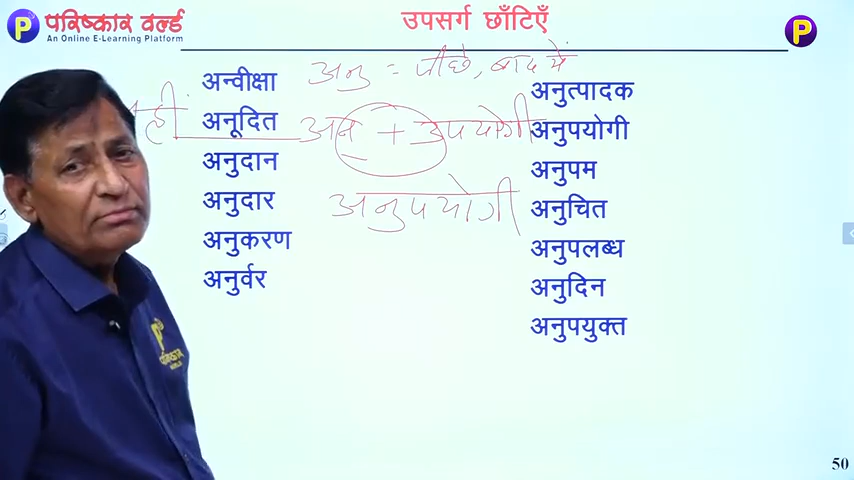 परिष्कार वर्ल्ड
An Online E-Learning Platform
उपसर्ग छाँटिएँ
अनु = पीछे, बाद में
अन्वीक्षा
अनूदित
अनुदान
अनुदार
अनुकरण
अनुर्वर
अन + उपयोगी
अनुपयोगी
अनुत्पादक
अनुपयोगी
अनुपम
अनुचित
अनुपलब्ध
अनुदिन
अनुपयुक्त
परिष्कार
50